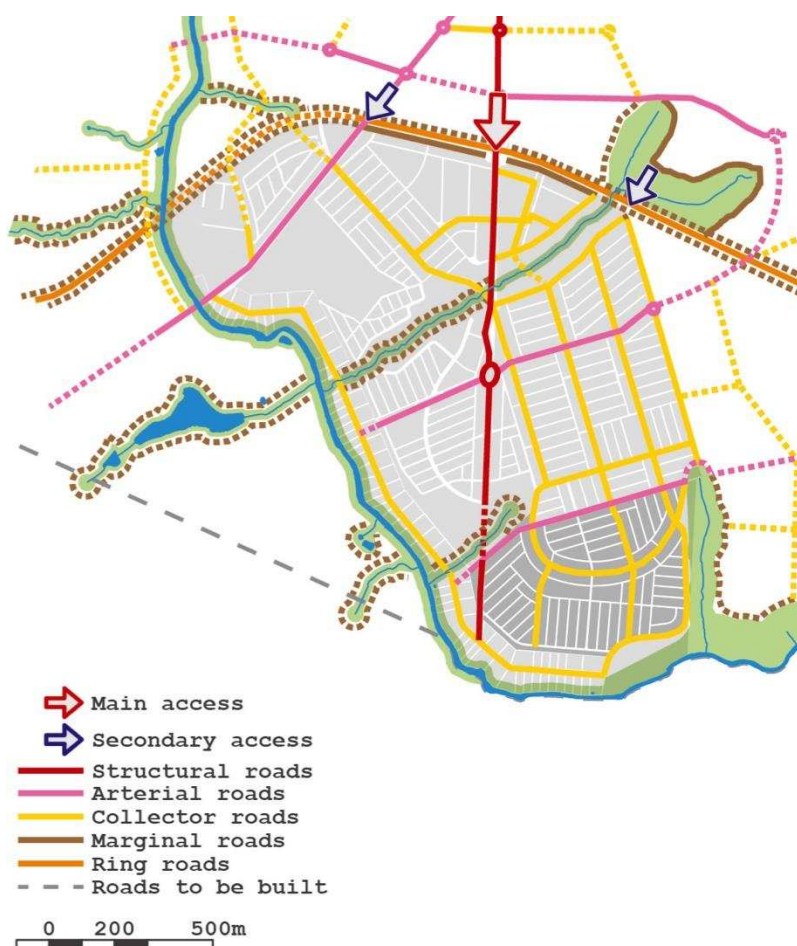 Main access
Secondary access
Structural roads
Arterial roads
Collector roads
Marginal roads
Ring roads
Roads to be built
0 200 500m